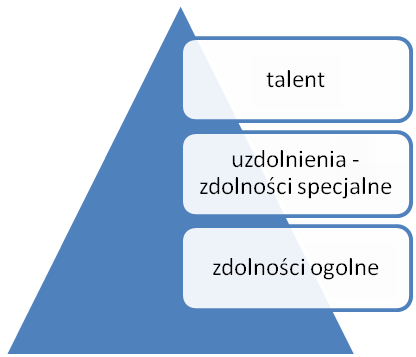 talent
uzdolnienia -
zdolności specjalne
zdolności ogolne